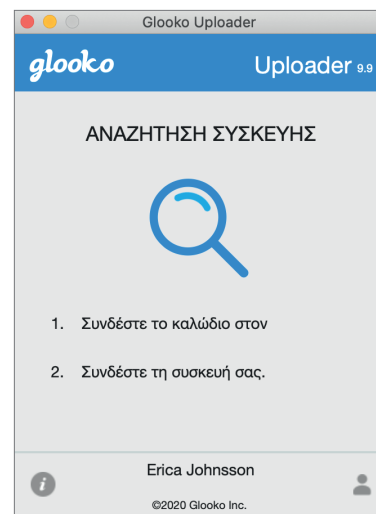 Glooko Uploader
glooko
Uploader 9.9
ΑΝΑΖΗΤΗΣΗ ΣΥΣΚΕΥΗΣ
1. Συνδέστε το καλώδιο στον
2. Συνδέστε τη συσκευή σας.
Erica Johnsson
©2020 Glooko Inc.